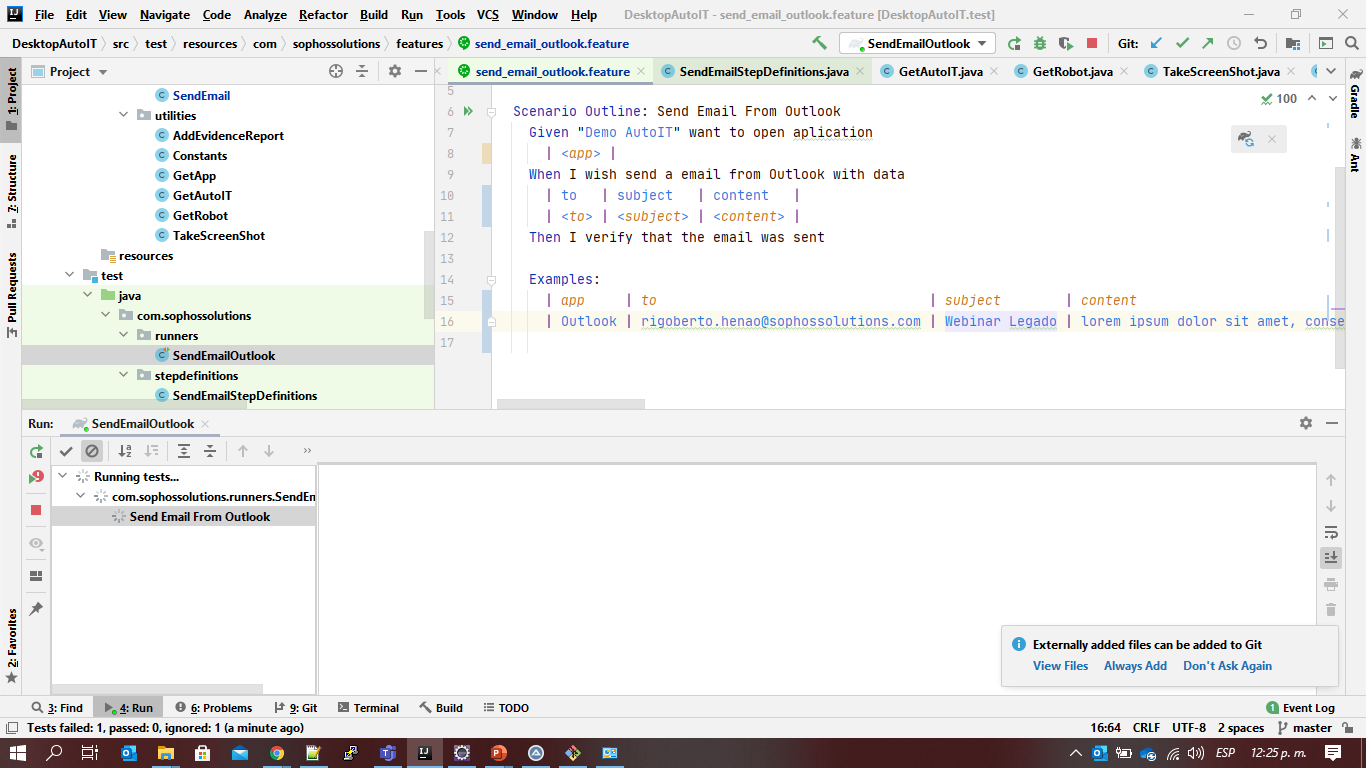 File Edit View Navigate Code Analyze Refactor Build Run Tools VCS Window Help DesktopAutoIT - send_email_outlook.feature [DesktopAutoIT.test]
DesktopAutoIT src test resources com sophossolutions features send_email_outlook.feature SendEmailOutlook Git:
Project send_email_outlook.feature SendEmailStepDefinitions.java GetAutoIT.java GetRobot.java TakeScreenShot.java
1: Project
7: Structure
Pull Requests
2: Favorites
SendEmail
utilities
AddEvidenceReport
Constants
GetApp
GetAutoIT
GetRobot
TakeScreenShot
resources
test
java
com.sophossolutions
runners
SendEmailOutlook
stepdefinitions
SendEmailStepDefinitions
5
6 Scenario Outline: Send Email From Outlook
7 Given "Demo AutoIT" want to open aplication
8 | <app> |
9 When I wish send a email from Outlook with data
10 | to | subject | content |
11 | <to> | <subject> | <content> |
12 Then I verify that the email was sent
13
14 Examples:
15 | app | to | subject | content
16 | Outlook | rigoberto.henao@sophossolutions.com | Webinar Legado | lorem ipsum dolor sit amet, conse
17
100
Gradle
Ant
Run: SendEmailOutlook
Running tests...
com.sophossolutions.runners.SendEm
Send Email From Outlook
Externally added files can be added to Git
View Files Always Add Don't Ask Again
3: Find 4: Run 6: Problems 9: Git Terminal Build TODO 1 Event Log
Tests failed: 1, passed: 0, ignored: 1 (a minute ago) 16:64 CRLF UTF-8 2 spaces master
ESP 12:25 p. m.